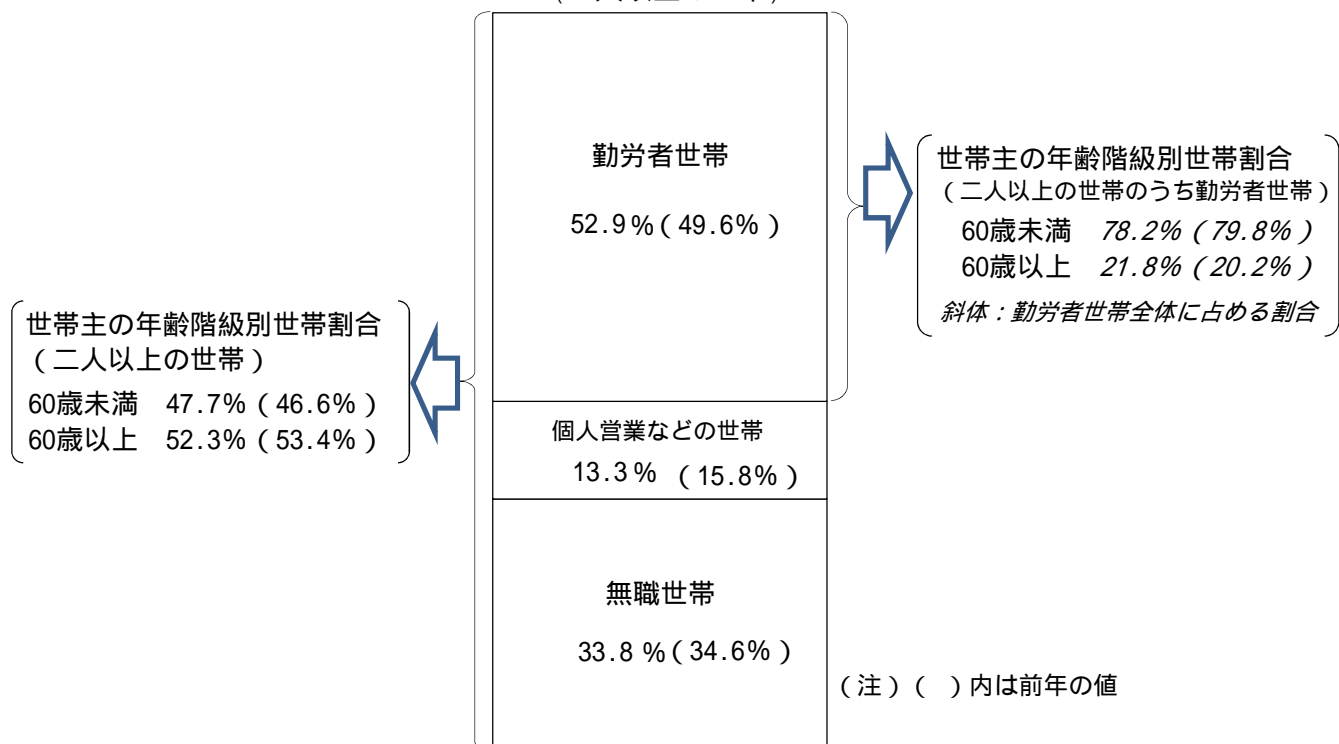 勤労者世帯
52.9%(49.6%)
個人営業などの世帯
13.3% (15.8%)
無職世帯
33.8%(34.6%)
世帯主の年齢階級別世帯割合
(二人以上の世帯のうち勤労者世帯)
60歳未満 78.2%(79.8%)
60歳以上 21.8%(20.2%)
斜体:勤労者世帯全体に占める割合
世帯主の年齢階級別世帯割合
(二人以上の世帯)
60歳未満 47.7%(46.6%)
60歳以上 52.3%(53.4%)
(注)( )内は前年の値